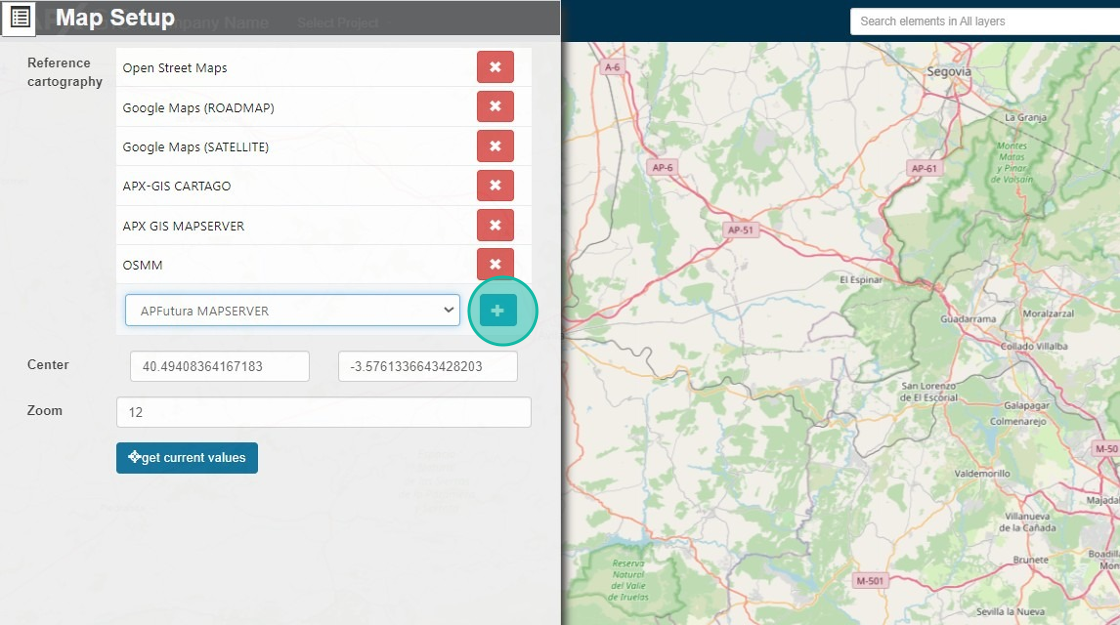 Map Setup
Company Name
Select Project
Search elements in All layers
Reference
cartography
Open Street Maps
Google Maps (ROADMAP)
Google Maps (SATELLITE)
APX-GIS CARTAGO
APX GIS MAPSERVER
OSMM
APFutura MAPSERVER
Center
40.49408364167183
-3.5761336643428203
Zoom
12
get current values
A-6
Segovia
La Granja
Montes
Matas
y Pinar
de Valsaín
AP-6
AP-61
AP-51
El Espinar
Guadarrama
Moralzarzal
Collado Villalba
San Lorenzo
de El Escorial
Galapagar
Colmenarejo
M-50
Valdemorillo
Majada
Villanueva
de la Cañada
Brunete
Boadilla
Mon
Reserva
Natural
del Valle
de Iruelas
M-501
Sevilla la Nueva